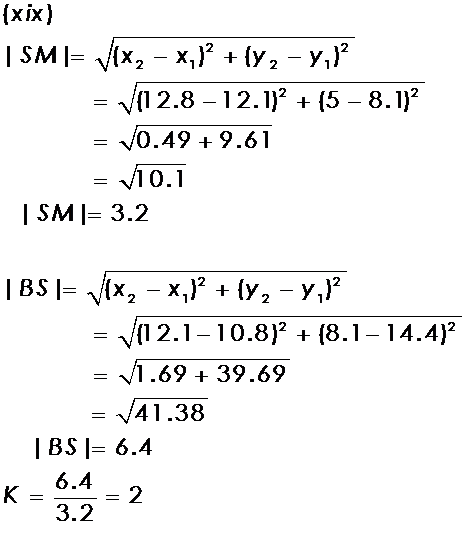 (xix)
| SM |= √(x₂ − x₁)² + (y₂ − y₁)²
= √(12.8 − 12.1)² + (5 − 8.1)²
= √0.49 + 9.61
= √10.1
| SM |= 3.2
| BS |= √(x₂ − x₁)² + (y₂ − y₁)²
= √(12.1 − 10.8)² + (8.1 − 14.4)²
= √1.69 + 39.69
= √41.38
| BS |= 6.4
K = 6.4/3.2 = 2